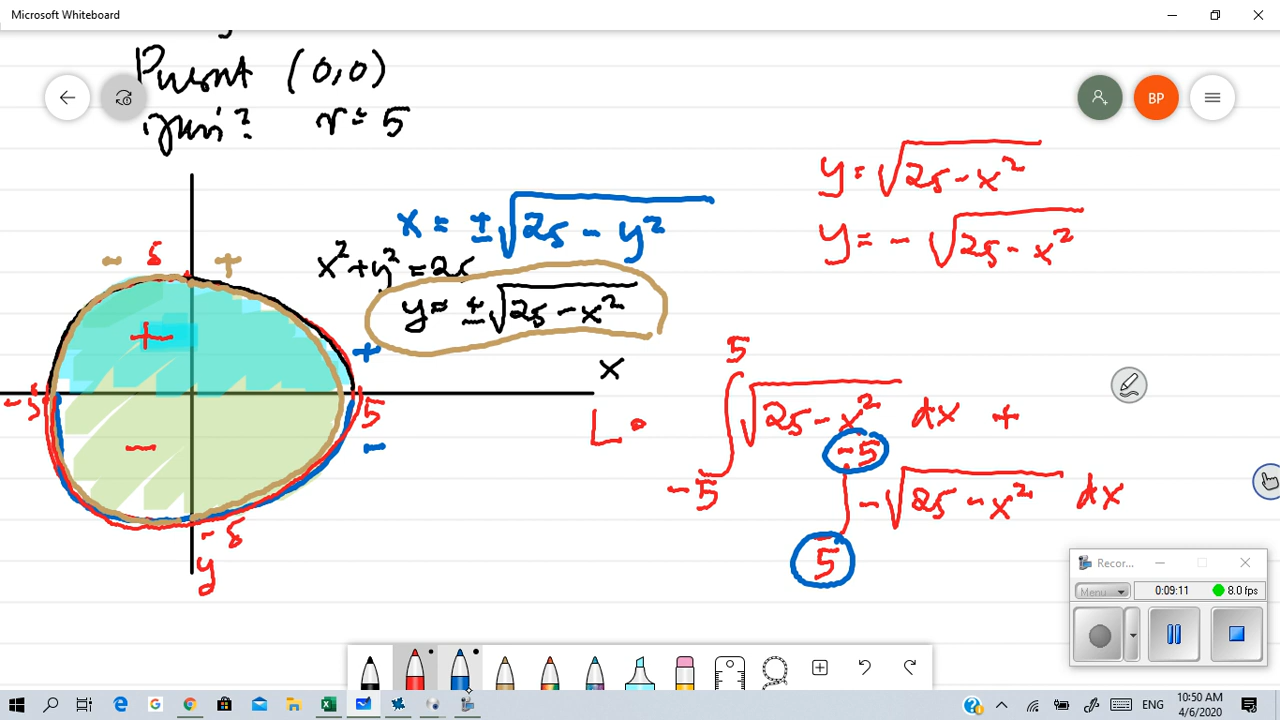 Microsoft Whiteboard
Pusat (0,0)
jari? r = 5
BP
y = √25 - x²
y = - √25 - x²
x = ± √25 - y²
x² + y² = 25
y = ± √25 - x²
- 5 +
+
+
x
-5
5
-
-
-5
y
L =
5
∫ √25 - x² dx +
-5
-5
∫ - √25 - x² dx
5
Recor...
Menu
0:09:11
8.0 fps
ENG
10:50 AM
4/6/2020